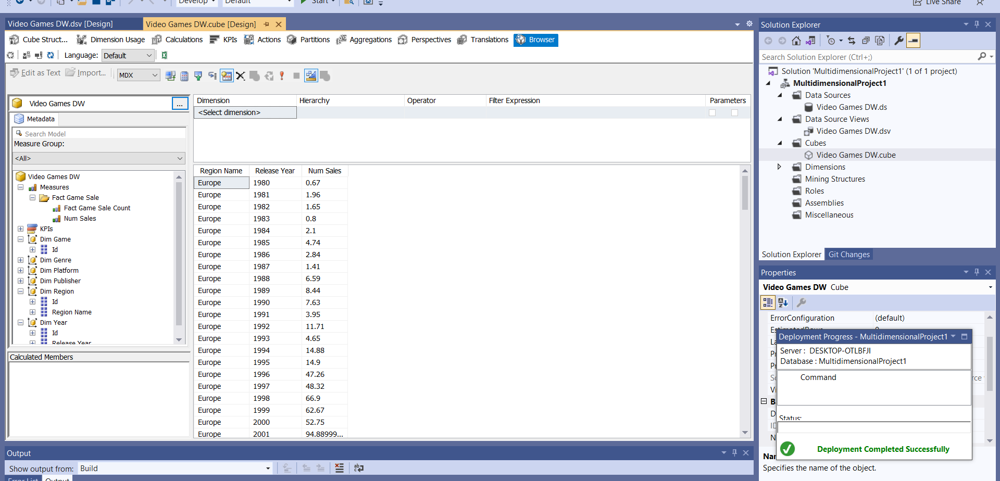 Develop
Default
Start
Live Share
Video Games DW.dsv [Design]
Video Games DW.cube [Design]
Cube Struct...
Dimension Usage
Calculations
KPIs
Actions
Partitions
Aggregations
Perspectives
Translations
Browser
Language:
Default
Edit as Text
Import...
MDX
Video Games DW
...
Metadata
Search Model
Measure Group:
<All>
Video Games DW
Measures
Fact Game Sale
Fact Game Sale Count
Num Sales
KPIs
Dim Game
Id
Dim Genre
Dim Platform
Dim Publisher
Dim Region
Id
Region Name
Dim Year
Id
Release Year
Calculated Members
Dimension Hierarchy Operator Filter Expression Parameters
<Select dimension>
Region Name Release Year Num Sales
Europe 1980 0.67
Europe 1981 1.96
Europe 1982 1.65
Europe 1983 0.8
Europe 1984 2.1
Europe 1985 4.74
Europe 1986 2.84
Europe 1987 1.41
Europe 1988 6.59
Europe 1989 8.44
Europe 1990 7.63
Europe 1991 3.95
Europe 1992 11.71
Europe 1993 4.65
Europe 1994 14.88
Europe 1995 14.9
Europe 1996 47.26
Europe 1997 48.32
Europe 1998 66.9
Europe 1999 62.67
Europe 2000 52.75
Europe 2001 94.88999...
Output
Show output from:
Build
Error List
Output
Solution Explorer
Search Solution Explorer (Ctrl+;)
Solution 'MultidimensionalProject1' (1 of 1 project)
MultidimensionalProject1
Data Sources
Video Games DW.ds
Data Source Views
Video Games DW.dsv
Cubes
Video Games DW.cube
Dimensions
Mining Structures
Roles
Assemblies
Miscellaneous
Solution Explorer
Git Changes
Properties
Video Games DW Cube
ErrorConfiguration (default)
Deployment Progress - MultidimensionalProject1
Server : DESKTOP-OTLBFJI
Database : MultidimensionalProject1
Command
Status:
Deployment Completed Successfully
Specifies the name of the object.